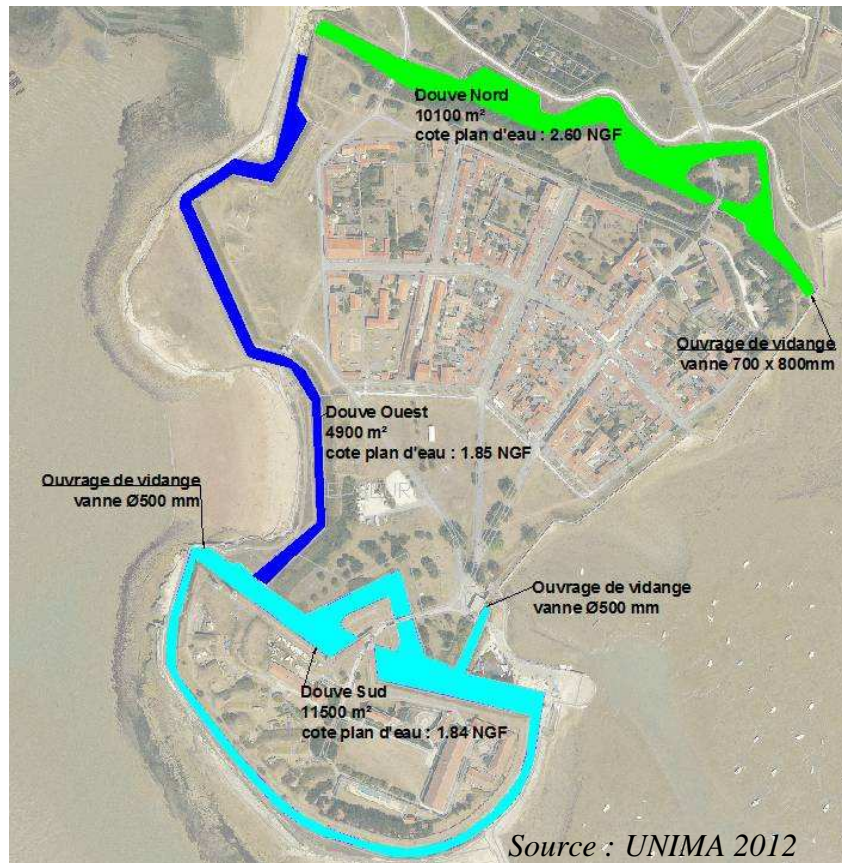 Douve Nord
10100 m²
cote plan d'eau : 2.60 NGF
Ouvrage de vidange
vanne 700 x 800mm
Douve Ouest
4900 m²
cote plan d'eau : 1.85 NGF
Ouvrage de vidange
vanne Ø500 mm
Ouvrage de vidange
vanne Ø500 mm
Douve Sud
11500 m²
cote plan d'eau : 1.84 NGF
Source : UNIMA 2012